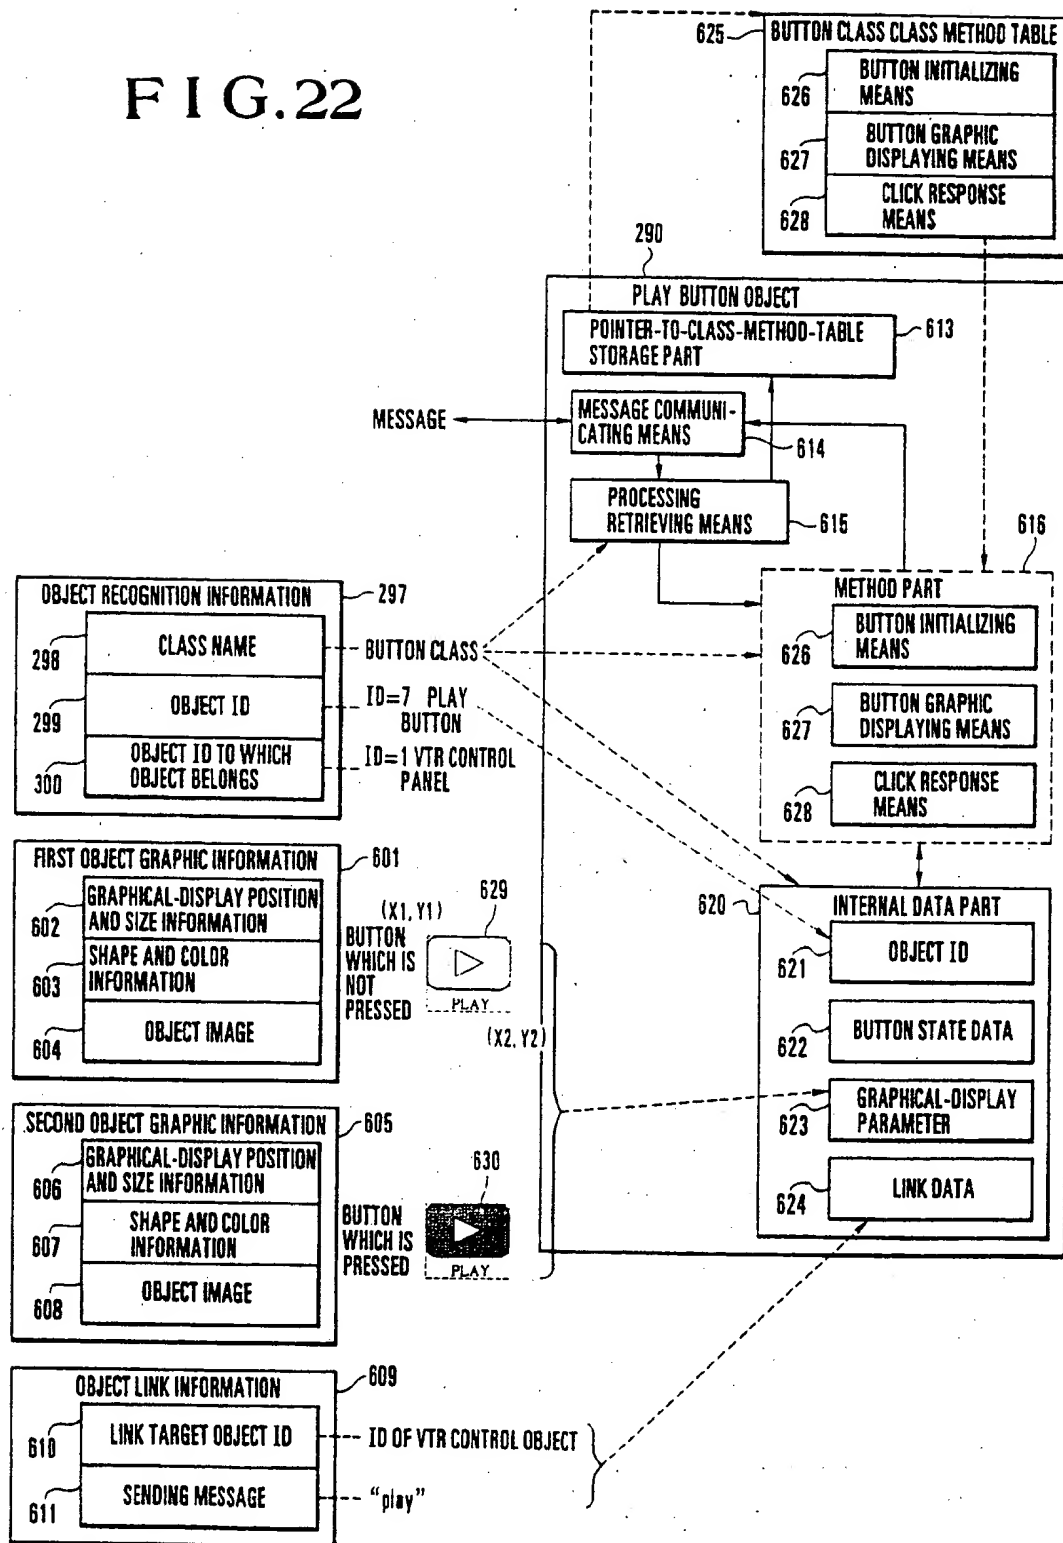 FIG.22
625
BUTTON CLASS CLASS METHOD TABLE
626
BUTTON INITIALIZING
MEANS
627
BUTTON GRAPHIC
DISPLAYING MEANS
628
CLICK RESPONSE
MEANS
290
PLAY BUTTON OBJECT
POINTER-TO-CLASS-METHOD-TABLE
STORAGE PART
613
MESSAGE
MESSAGE COMMUNI-
CATING MEANS
614
PROCESSING
RETRIEVING MEANS
615
616
METHOD PART
BUTTON INITIALIZING
MEANS
626
BUTTON GRAPHIC
DISPLAYING MEANS
627
CLICK RESPONSE
MEANS
628
OBJECT RECOGNITION INFORMATION
297
298
CLASS NAME
BUTTON CLASS
299
OBJECT ID
ID=7 PLAY
BUTTON
300
OBJECT ID TO WHICH
OBJECT BELONGS
ID=1 VTR CONTROL
PANEL
FIRST OBJECT GRAPHIC INFORMATION
601
602
GRAPHICAL-DISPLAY POSITION
AND SIZE INFORMATION
603
SHAPE AND COLOR
INFORMATION
604
OBJECT IMAGE
(X1, Y1)
629
BUTTON
WHICH IS
NOT
PRESSED
PLAY
(X2, Y2)
620
INTERNAL DATA PART
621
OBJECT ID
622
BUTTON STATE DATA
623
GRAPHICAL-DISPLAY
PARAMETER
624
LINK DATA
SECOND OBJECT GRAPHIC INFORMATION
605
606
GRAPHICAL-DISPLAY POSITION
AND SIZE INFORMATION
607
SHAPE AND COLOR
INFORMATION
608
OBJECT IMAGE
630
BUTTON
WHICH IS
PRESSED
PLAY
OBJECT LINK INFORMATION
609
610
LINK TARGET OBJECT ID
ID OF VTR CONTROL OBJECT
611
SENDING MESSAGE
"play"